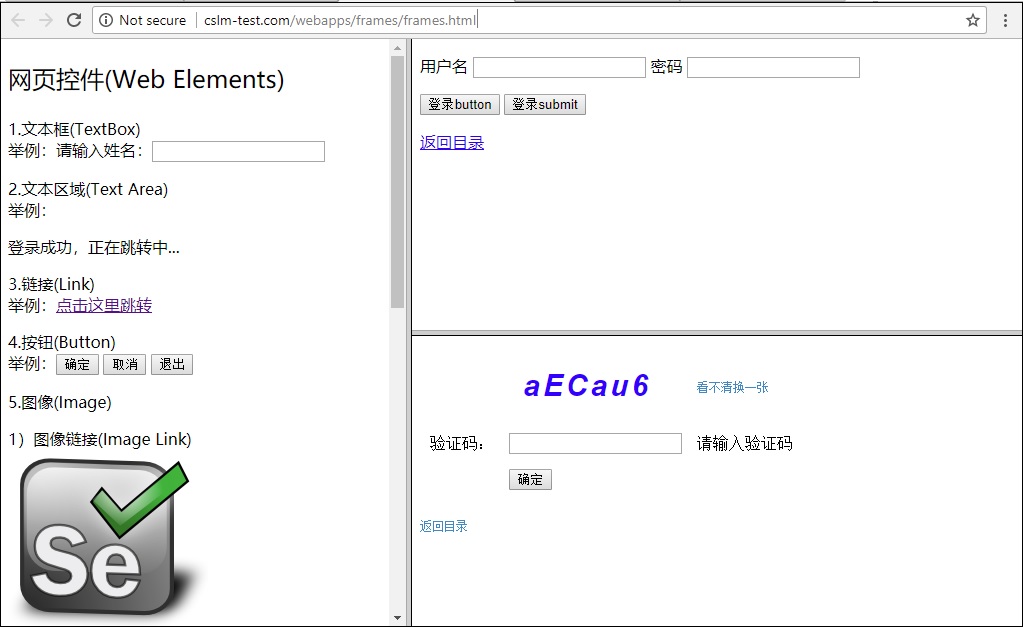 Not secure | cslm-test.com/webapps/frames/frames.html
网页控件(Web Elements)
1.文本框(TextBox)
举例：请输入姓名：
2.文本区域(Text Area)
举例：
登录成功，正在跳转中...
3.链接(Link)
举例：点击这里跳转
4.按钮(Button)
举例：确定 取消 退出
5.图像(Image)
1）图像链接(Image Link)
Se
用户名 密码
登录button 登录submit
返回目录
aECau6 看不清换一张
验证码： 请输入验证码
确定
返回目录